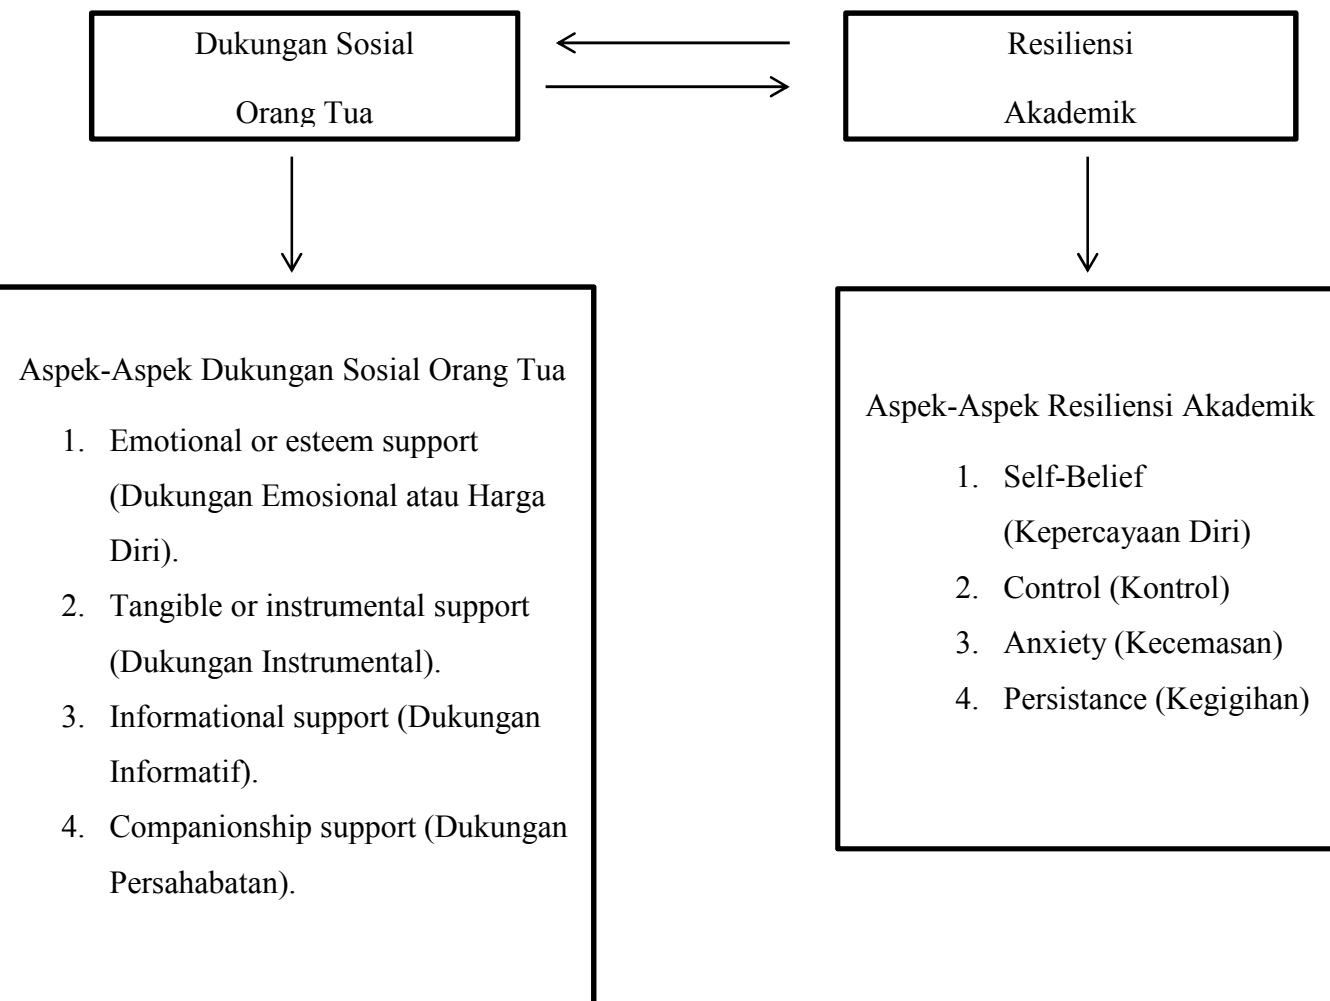 Dukungan Sosial
Orang Tua
Resiliensi
Akademik
Aspek-Aspek Dukungan Sosial Orang Tua
1. Emotional or esteem support
(Dukungan Emosional atau Harga
Diri).
2. Tangible or instrumental support
(Dukungan Instrumental).
3. Informational support (Dukungan
Informatif).
4. Companionship support (Dukungan
Persahabatan).
Aspek-Aspek Resiliensi Akademik
1. Self-Belief
(Kepercayaan Diri)
2. Control (Kontrol)
3. Anxiety (Kecemasan)
4. Persistance (Kegigihan)